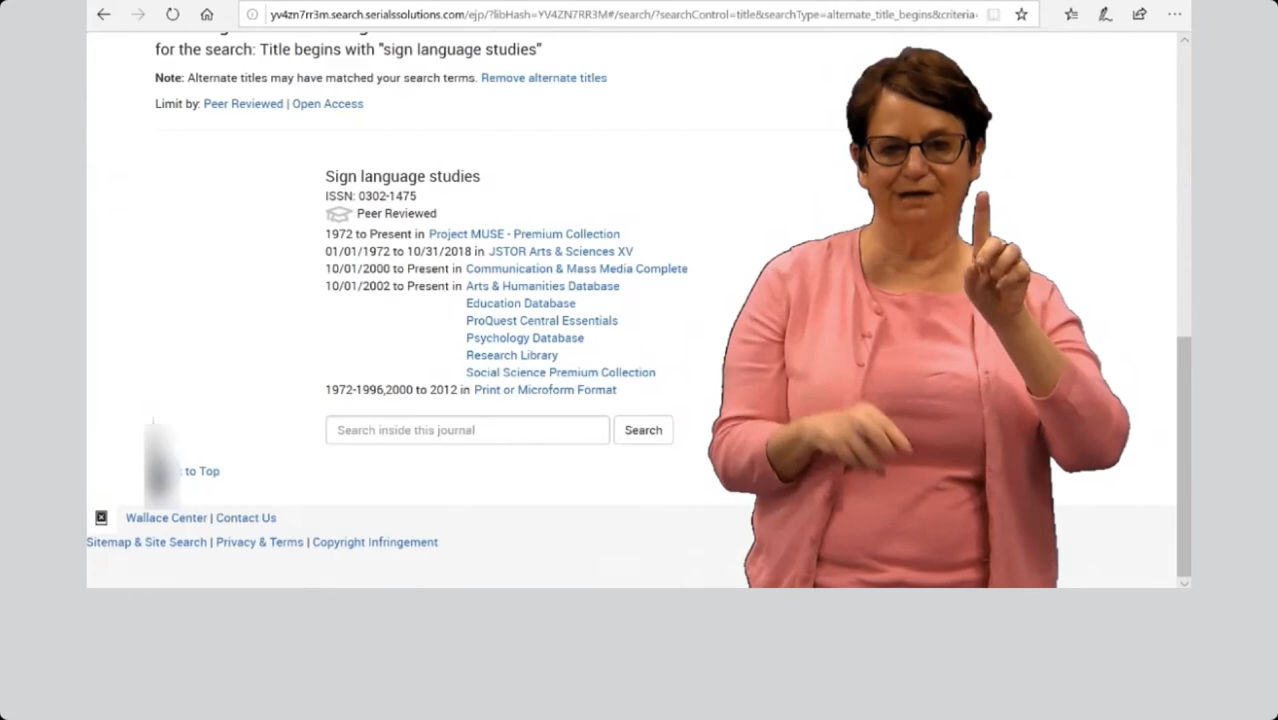 yv4zn7rr3m.search.serialssolutions.com/ejp/?libHash=YV4ZN7RR3M#/search/?searchControl=title&searchType=alternate_title_begins&criteria=
for the search: Title begins with "sign language studies"
Note: Alternate titles may have matched your search terms. Remove alternate titles
Limit by: Peer Reviewed | Open Access
Sign language studies
ISSN: 0302-1475
Peer Reviewed
1972 to Present in Project MUSE - Premium Collection
01/01/1972 to 10/31/2018 in JSTOR Arts & Sciences XV
10/01/2000 to Present in Communication & Mass Media Complete
10/01/2002 to Present in Arts & Humanities Database
Education Database
ProQuest Central Essentials
Psychology Database
Research Library
Social Science Premium Collection
1972-1996,2000 to 2012 in Print or Microform Format
Search inside this journal Search
to Top
Wallace Center | Contact Us
Sitemap & Site Search | Privacy & Terms | Copyright Infringement